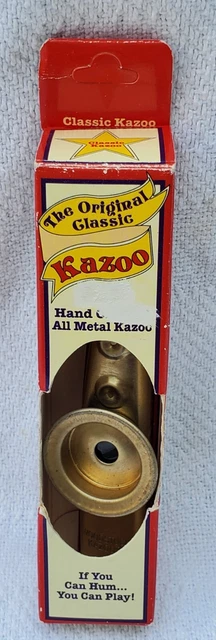 Classic Kazoo
Classic
Kazoo
The Original
Classic
Kazoo
Hand
All Metal Kazoo
If You
Can Hum...
You Can Play!